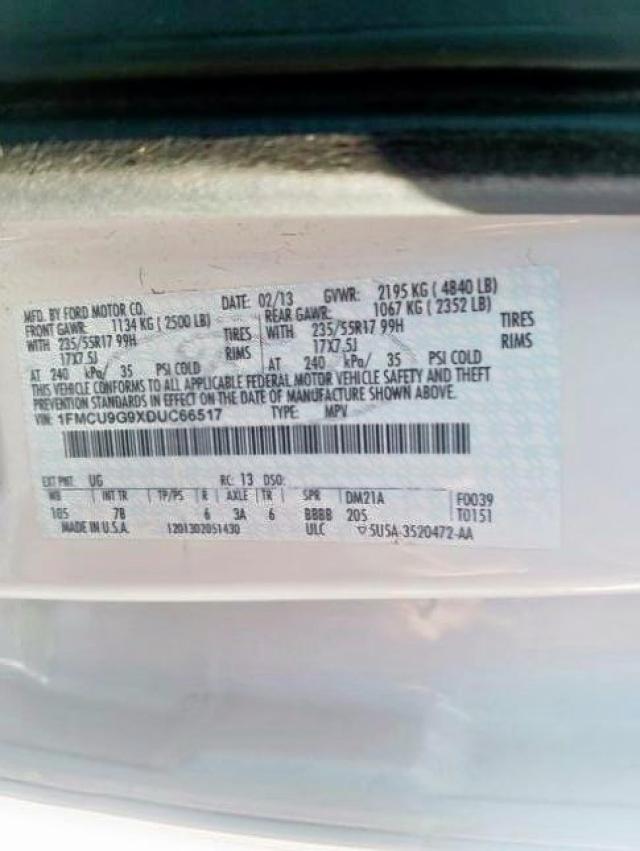 MFD. BY FORD MOTOR CO. DATE: 02/13 GVWR: 2195 KG ( 4840 LB)
FRONT GAWR: 1134 KG ( 2500 LB) REAR GAWR: 1067 KG ( 2352 LB)
WITH 235/55R17 99H TIRES WITH 235/55R17 99H TIRES
17X7.5J RIMS 17X7.5J RIMS
AT 240 kPa/ 35 PSI COLD AT 240 kPa/ 35 PSI COLD
THIS VEHICLE CONFORMS TO ALL APPLICABLE FEDERAL MOTOR VEHICLE SAFETY AND THEFT
PREVENTION STANDARDS IN EFFECT ON THE DATE OF MANUFACTURE SHOWN ABOVE.
VIN: 1FMCU9G9XDUC66517 TYPE: MPV
EXT PNT: UG RC: 13 DSO:
WB INT TR TP/PS R AXLE TR SPR DM21A F0039
105 7B 6 3A 6 BBBB 205 T0151
MADE IN U.S.A. 1201302051430 ULC 5U5A-3520472-AA